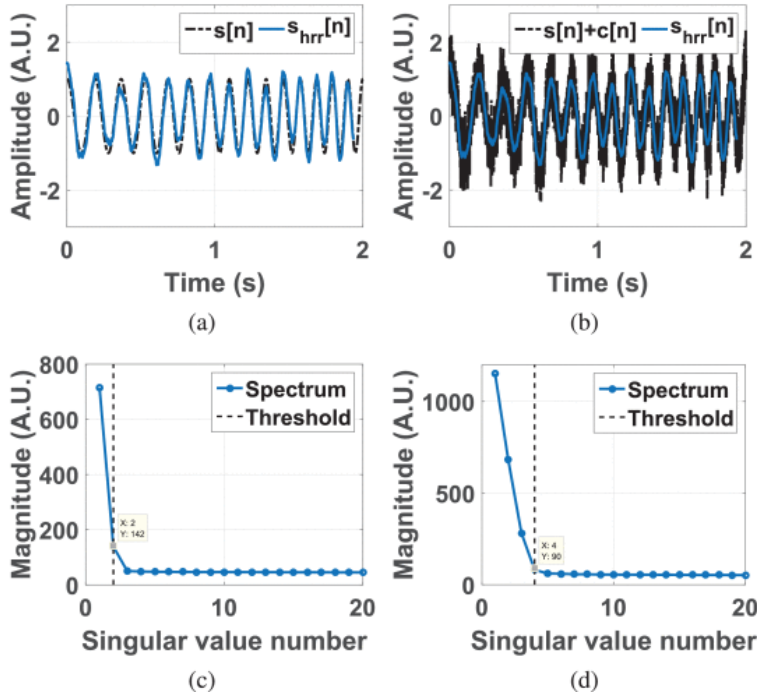 s[n] s_hrr[n]
Amplitude (A.U.)
2
0
-2
0 1 2
Time (s)
(a)
s[n]+c[n] s_hrr[n]
Amplitude (A.U.)
2
0
-2
0 1 2
Time (s)
(b)
Spectrum
Threshold
Magnitude (A.U.)
800
600
400
200
0
X: 2
Y: 142
0 10 20
Singular value number
(c)
Spectrum
Threshold
Magnitude (A.U.)
1000
500
0
X: 4
Y: 90
0 10 20
Singular value number
(d)